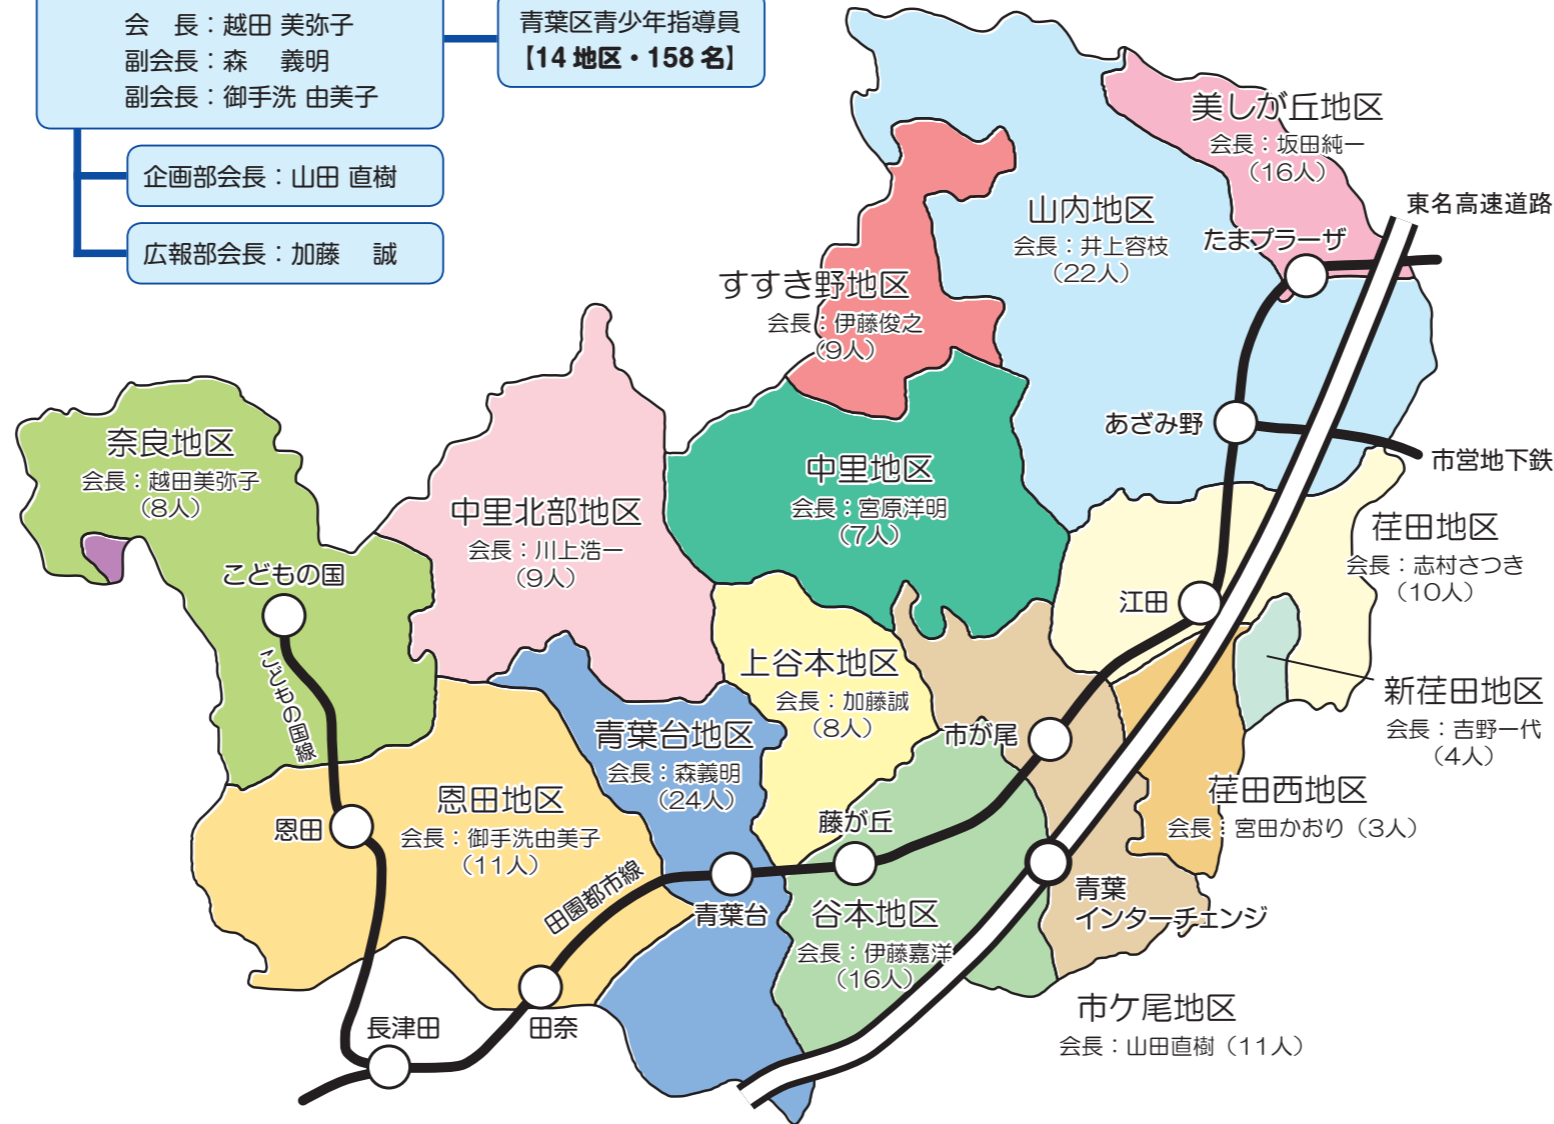 会　長：越田 美弥子
副会長：森　 義明
副会長：御手洗 由美子
青葉区青少年指導員
【14 地区・158 名】
企画部会長：山田 直樹
広報部会長：加藤　 誠
美しが丘地区
会長：坂田純一
（16人）
東名高速道路
山内地区
会長：井上容枝
（22人）
たまプラーザ
すすき野地区
会長：伊藤俊之
（9人）
あざみ野
市営地下鉄
奈良地区
会長：越田美弥子
（8人）
中里北部地区
会長：川上浩一
（9人）
中里地区
会長：宮原洋明
（7人）
荏田地区
会長：志村さつき
（10人）
こどもの国
こどもの国線
江田
上谷本地区
会長：加藤誠
（8人）
新荏田地区
会長：吉野一代
（4人）
青葉台地区
会長：森義明
（24人）
市が尾
荏田西地区
会長：宮田かおり（3人）
恩田地区
会長：御手洗由美子
（11人）
恩田
藤が丘
田園都市線
青葉台
青葉
インターチェンジ
谷本地区
会長：伊藤嘉洋
（16人）
市ケ尾地区
会長：山田直樹（11人）
長津田
田奈